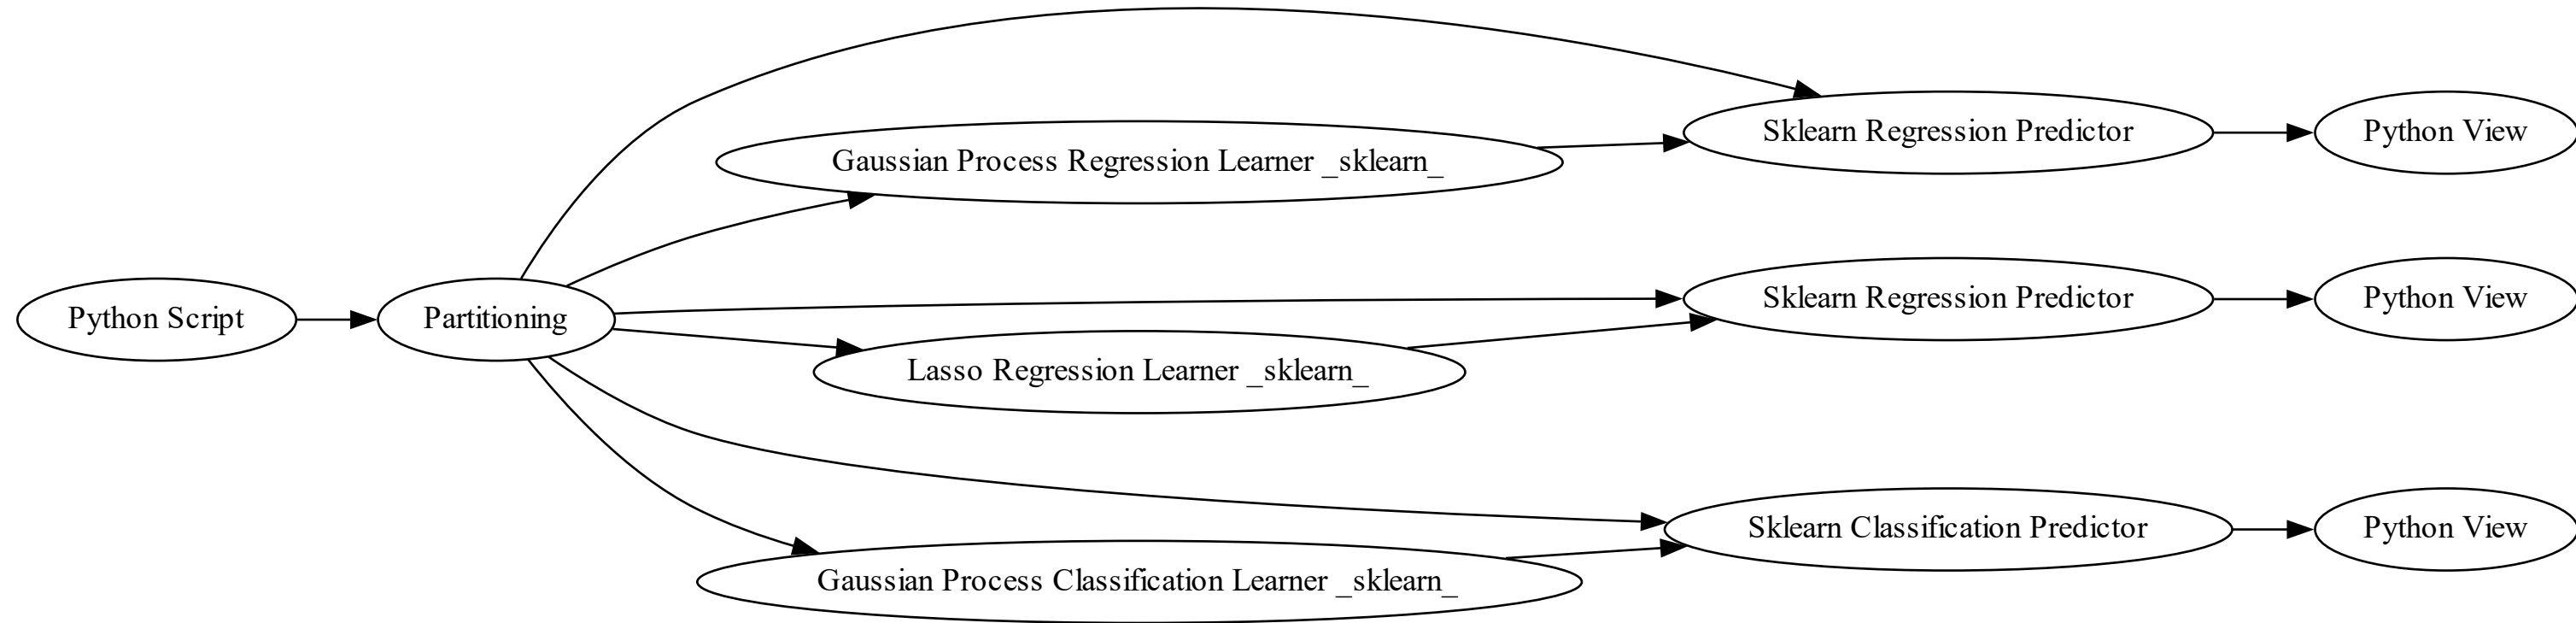 Python Script
Partitioning
Gaussian Process Regression Learner _sklearn_
Sklearn Regression Predictor
Python View
Lasso Regression Learner _sklearn_
Sklearn Regression Predictor
Python View
Gaussian Process Classification Learner _sklearn_
Sklearn Classification Predictor
Python View